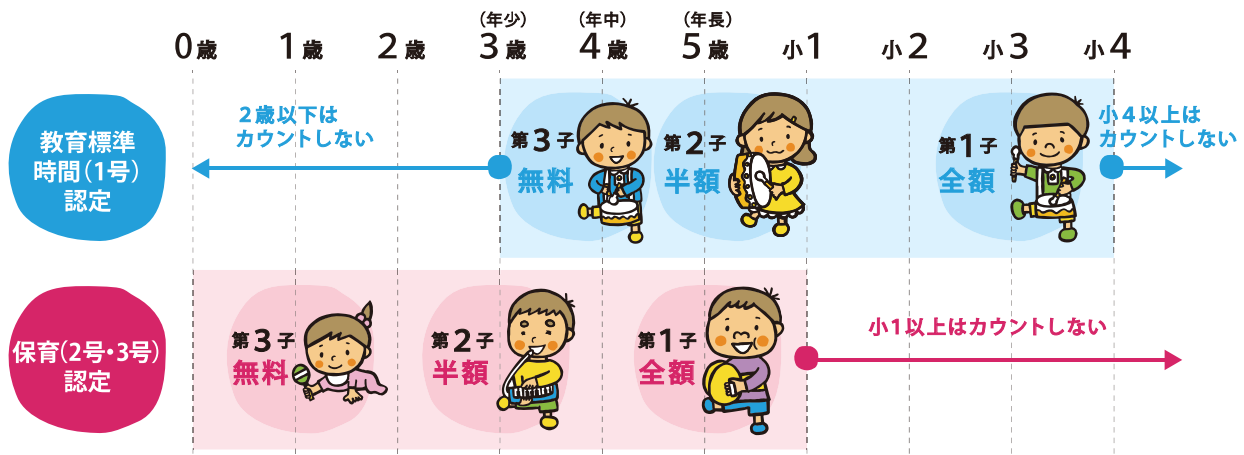 （年少）
（年中）
（年長）
0歳
1歳
2歳
3歳
4歳
5歳
小1
小2
小3
小4
教育標準
時間（1号）
認定
2歳以下は
カウントしない
第3子
無料
第2子
半額
第1子
全額
小4以上は
カウントしない
保育（2号・3号）
認定
第3子
無料
第2子
半額
第1子
全額
小1以上はカウントしない